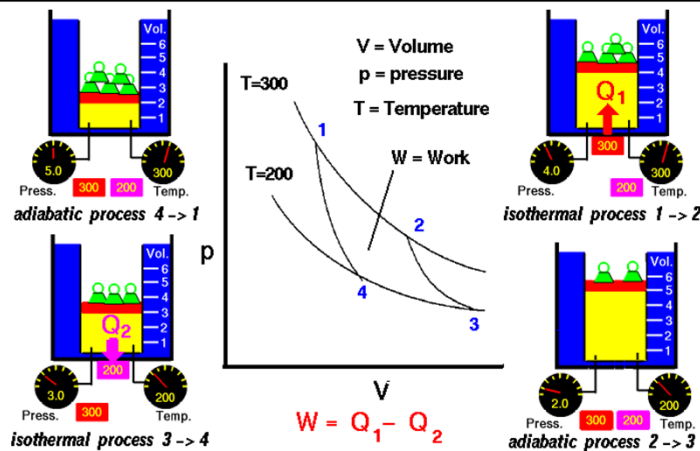 Vol.
6
5
4
3
2
1
5.0
300
Press.
300
200
Temp.
adiabatic process 4 -> 1
V = Volume
p = pressure
T = Temperature
W = Work
T=300
T=200
1
2
4
3
p
V
W = Q1 - Q2
Vol.
6
5
4
3
2
1
Q1
300
4.0
300
Press.
200
Temp.
isothermal process 1 -> 2
Vol.
6
5
4
3
2
1
Q2
200
3.0
200
Press.
300
Temp.
isothermal process 3 -> 4
Vol.
6
5
4
3
2
1
2.0
200
Press.
300
200
Temp.
adiabatic process 2 -> 3